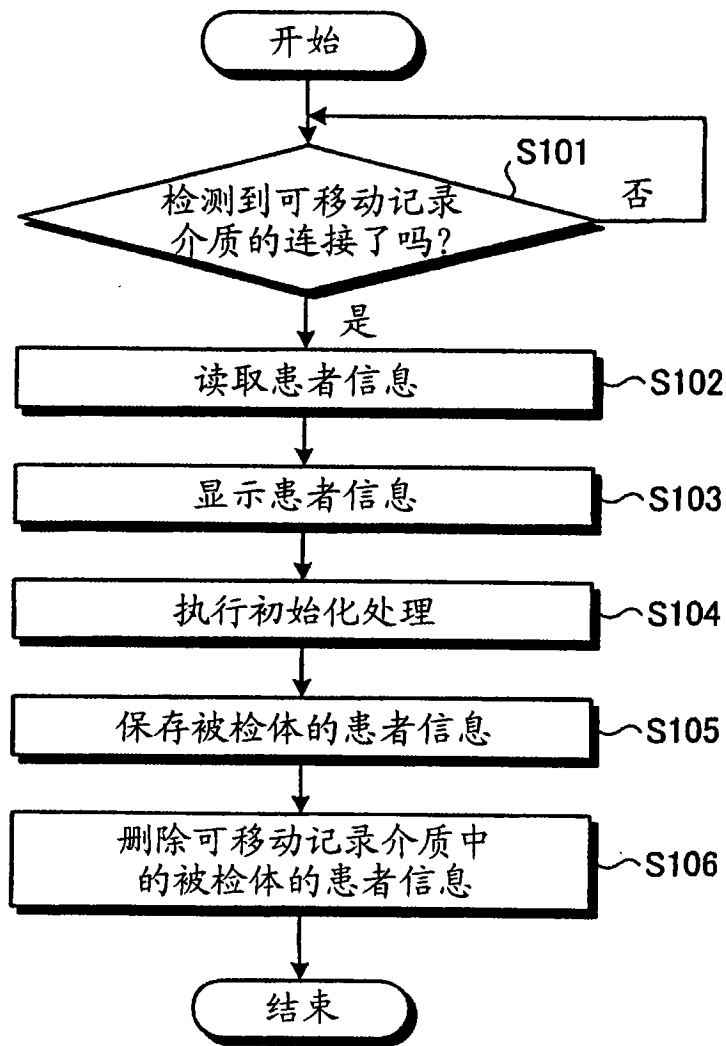 开始
S101
检测到可移动记录
介质的连接了吗?
否
是
读取患者信息
S102
显示患者信息
S103
执行初始化处理
S104
保存被检体的患者信息
S105
删除可移动记录介质中
的被检体的患者信息
S106
结束